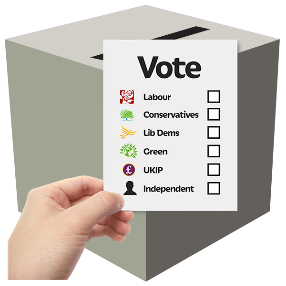 Vote
Labour
Conservatives
Lib Dems
Green
UKIP
£
Independent